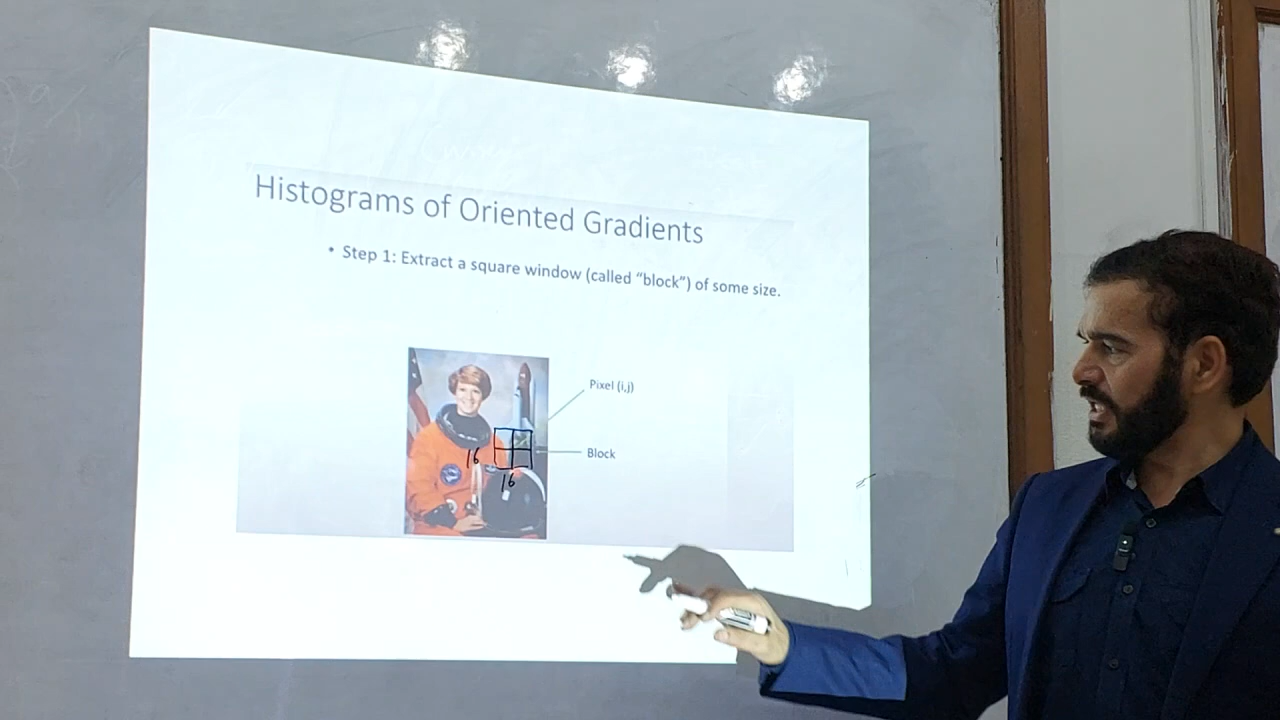 Histograms of Oriented Gradients
• Step 1: Extract a square window (called “block”) of some size.
Pixel (i,j)
Block
16
16